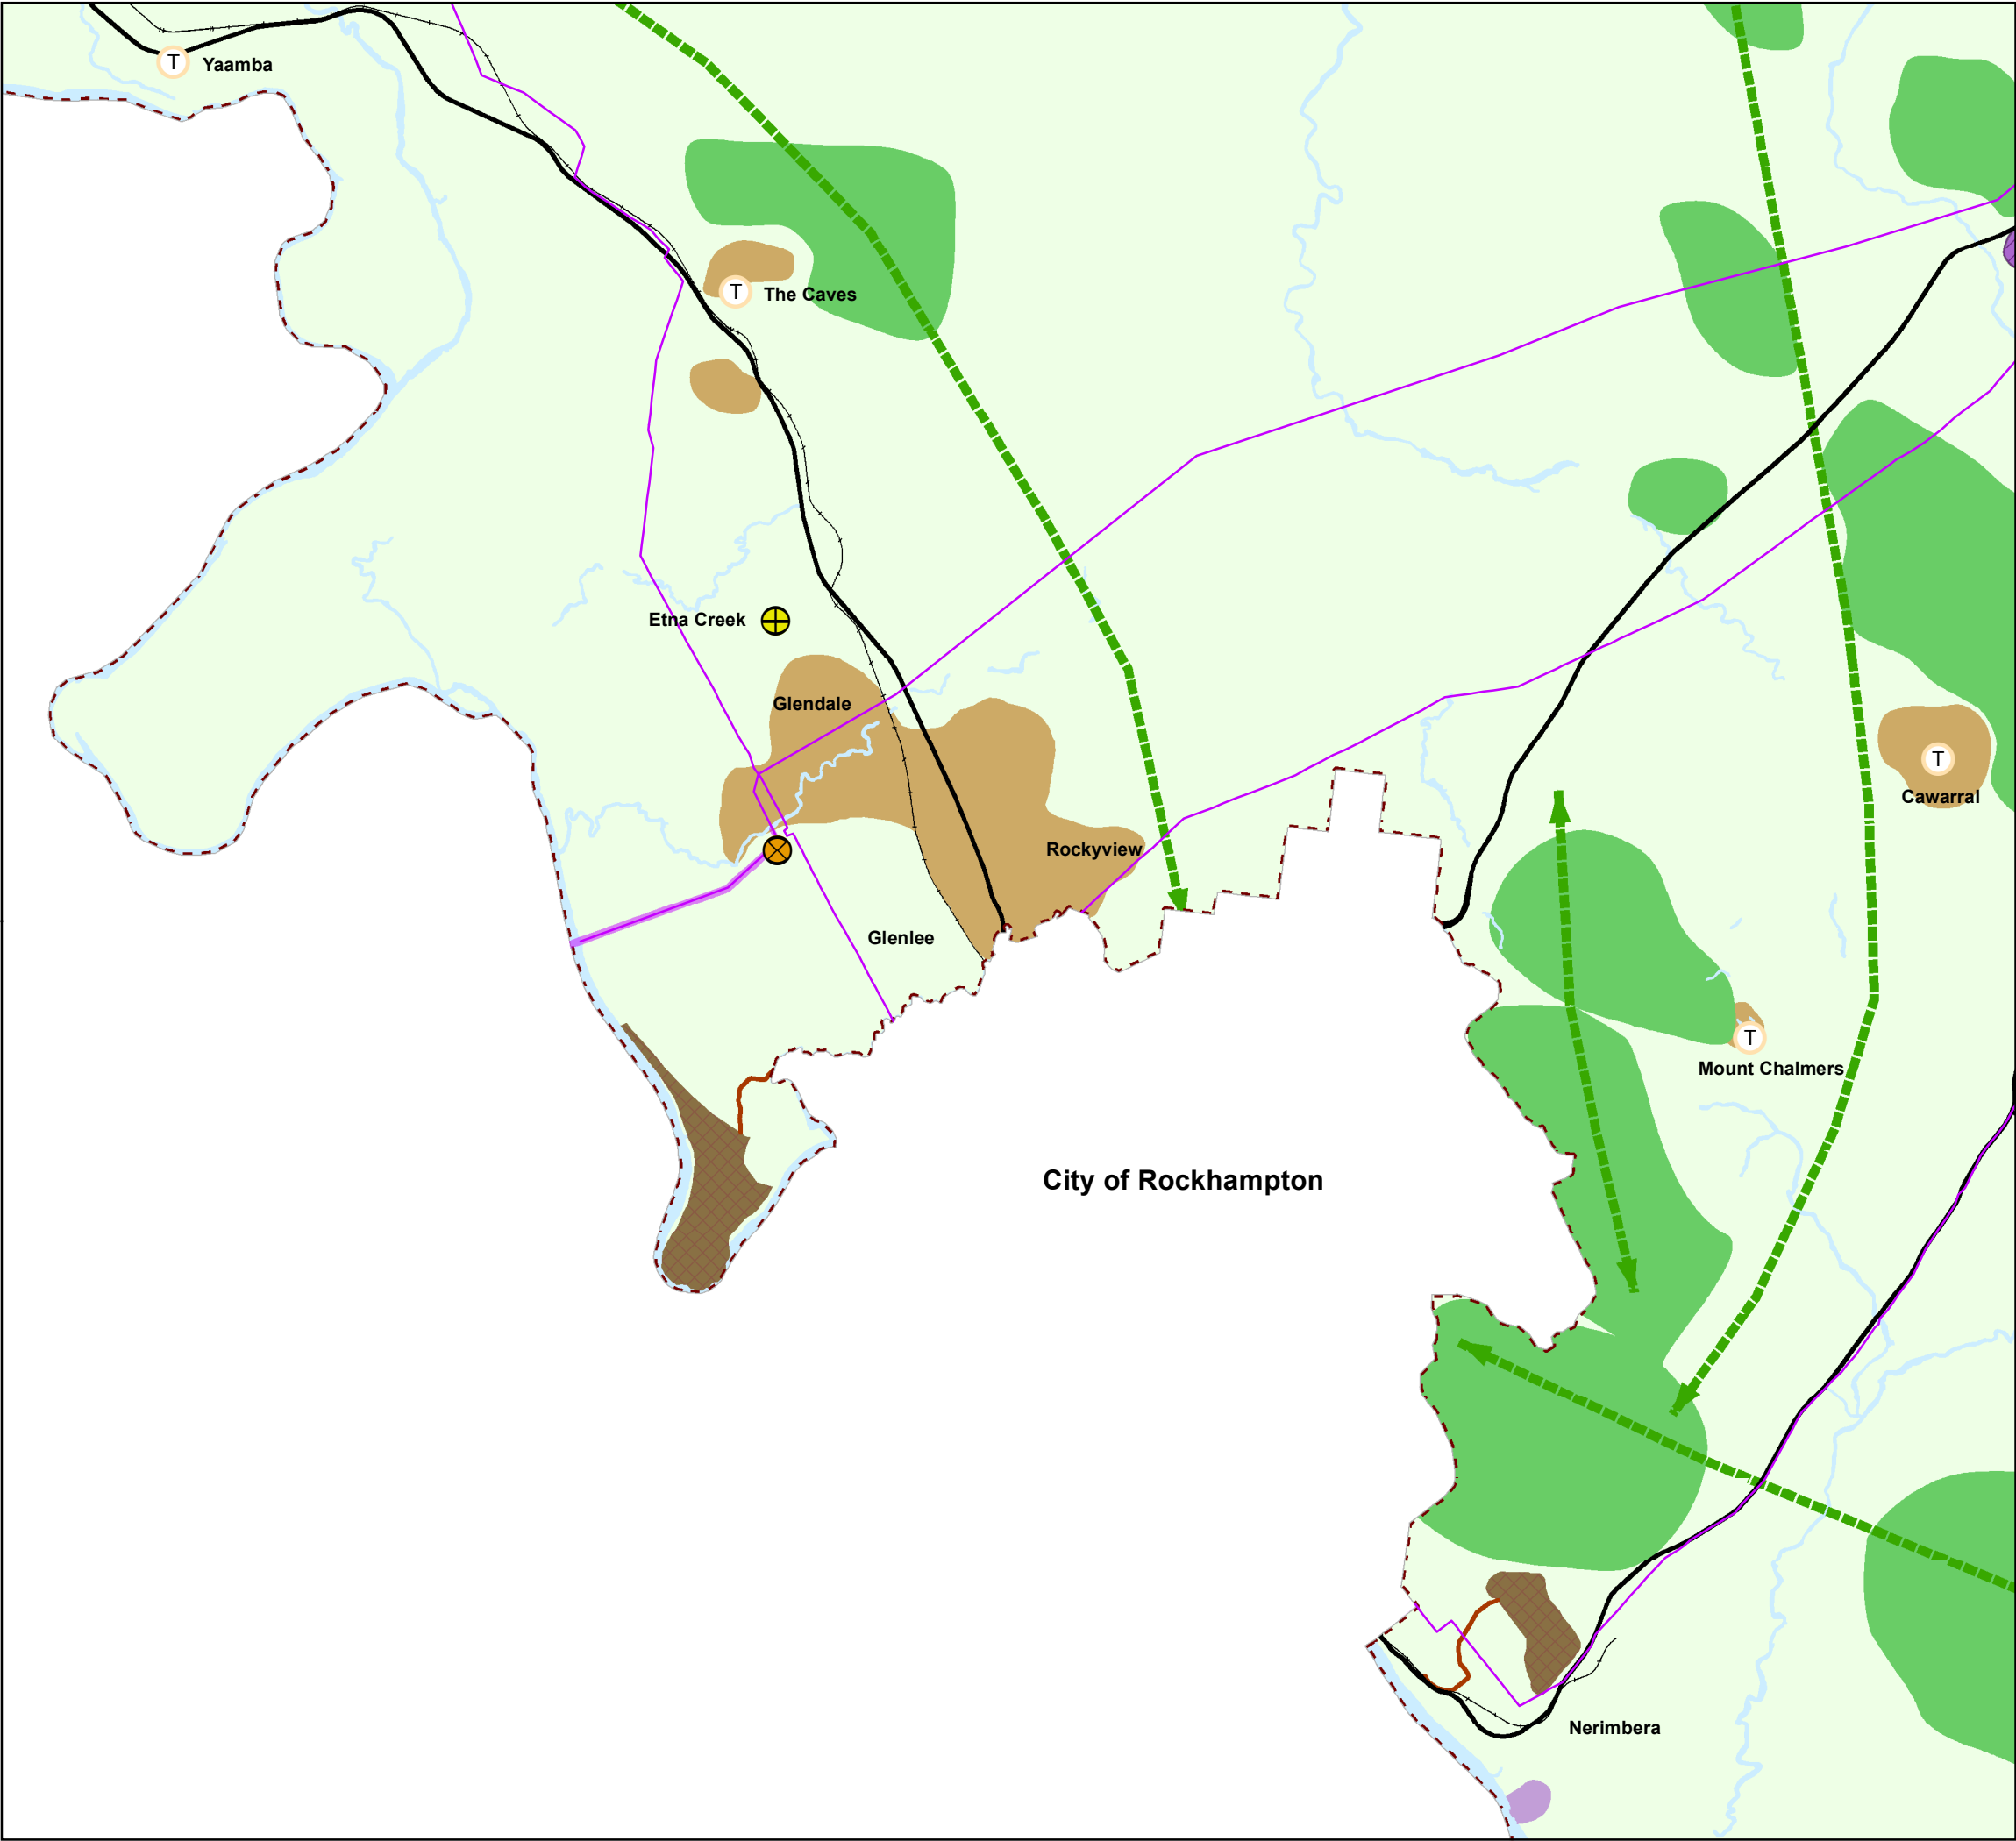 T Yaamba
T The Caves
Etna Creek
Glendale
T
Cawarral
Rockyview
Glenlee
T
Mount Chalmers
City of Rockhampton
Nerimbera